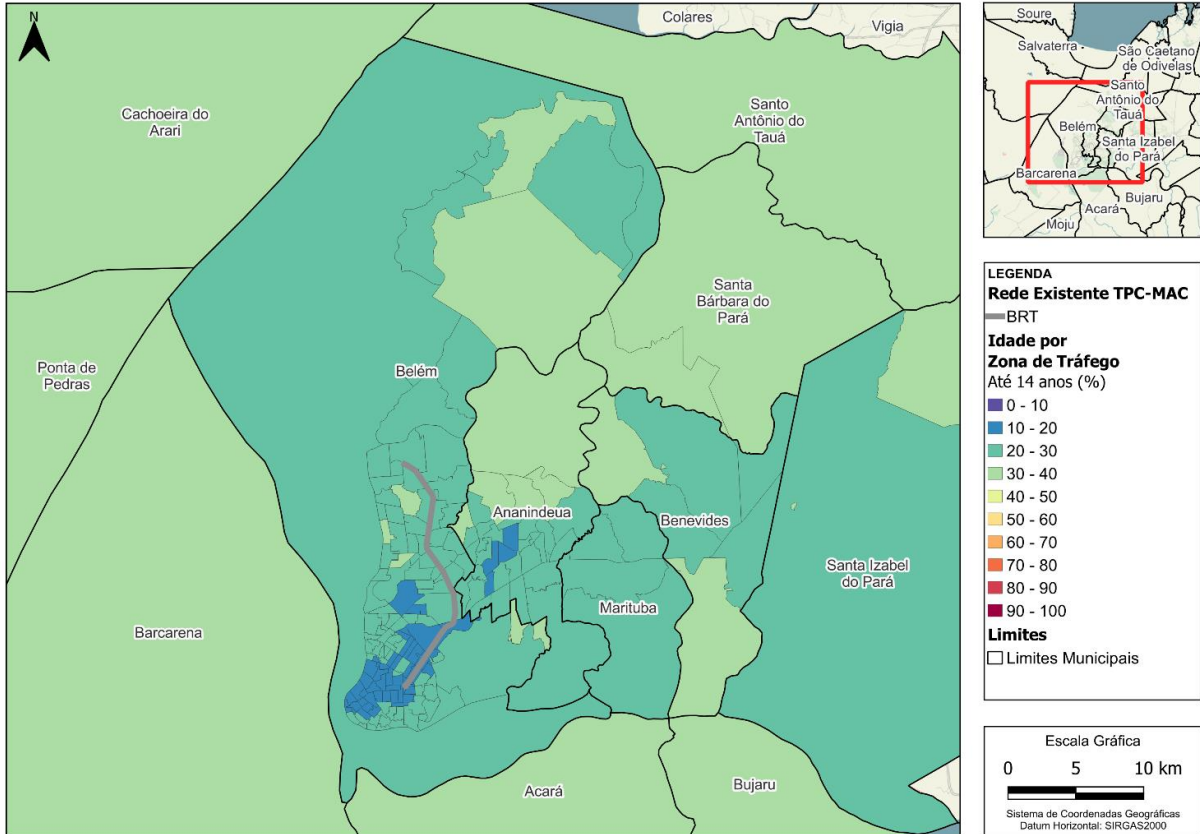 N
Colares
Vigia
Cachoeira do
Arari
Santo
Antônio do
Tauá
Santa
Bárbara do
Pará
Ponta de
Pedras
Belém
Ananindeua
Benevides
Santa Izabel
do Pará
Marituba
Barcarena
Acará
Bujaru
Soure
Salvaterra
São Caetano
de Odivelas
Santo
Antônio do
Tauá
Belém
Santa Izabel
do Pará
Barcarena
Bujaru
Acará
Moju
LEGENDA
Rede Existente TPC-MAC
BRT
Idade por
Zona de Tráfego
Até 14 anos (%)
0 - 10
10 - 20
20 - 30
30 - 40
40 - 50
50 - 60
60 - 70
70 - 80
80 - 90
90 - 100
Limites
Limites Municipais
Escala Gráfica
0 5 10 km
Sistema de Coordenadas Geográficas
Datum Horizontal: SIRGAS2000